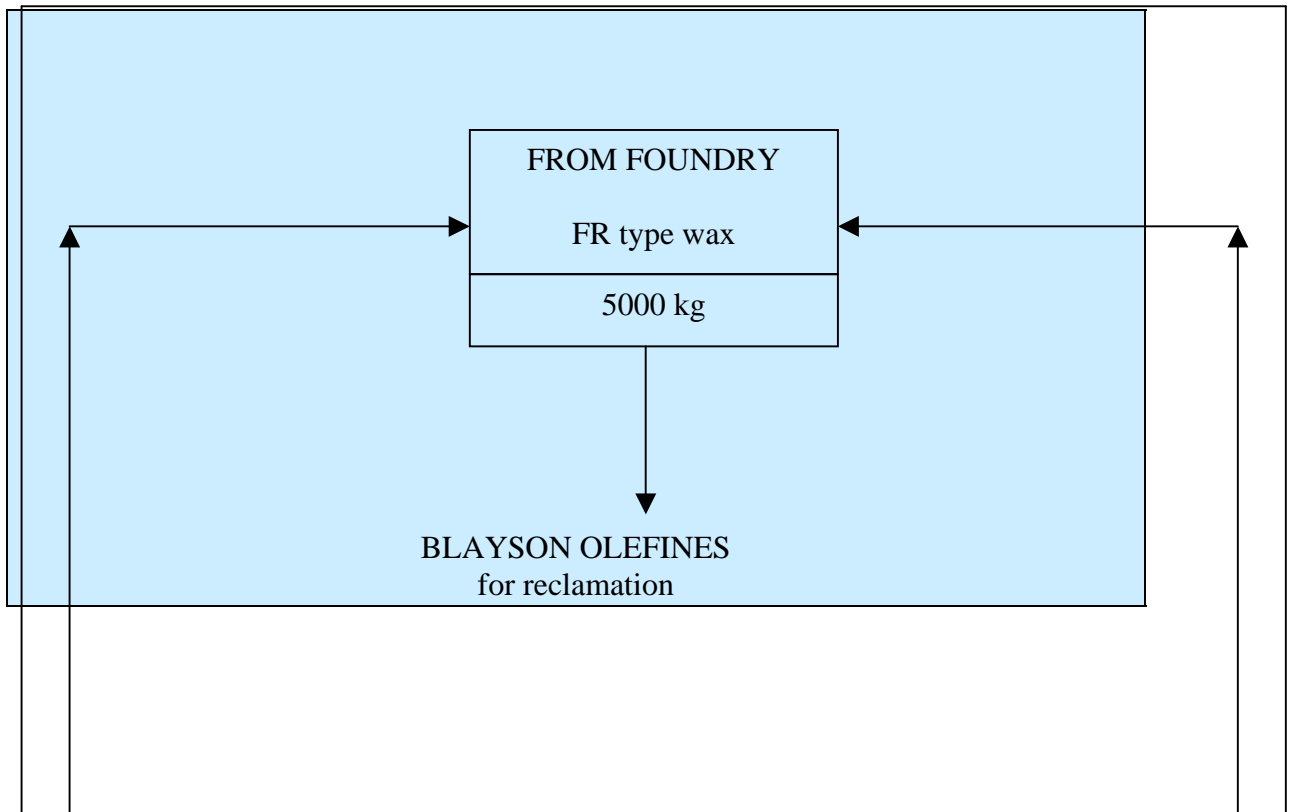 FROM FOUNDRY
FR type wax
5000 kg
BLAYSON OLEFINES
for reclamation